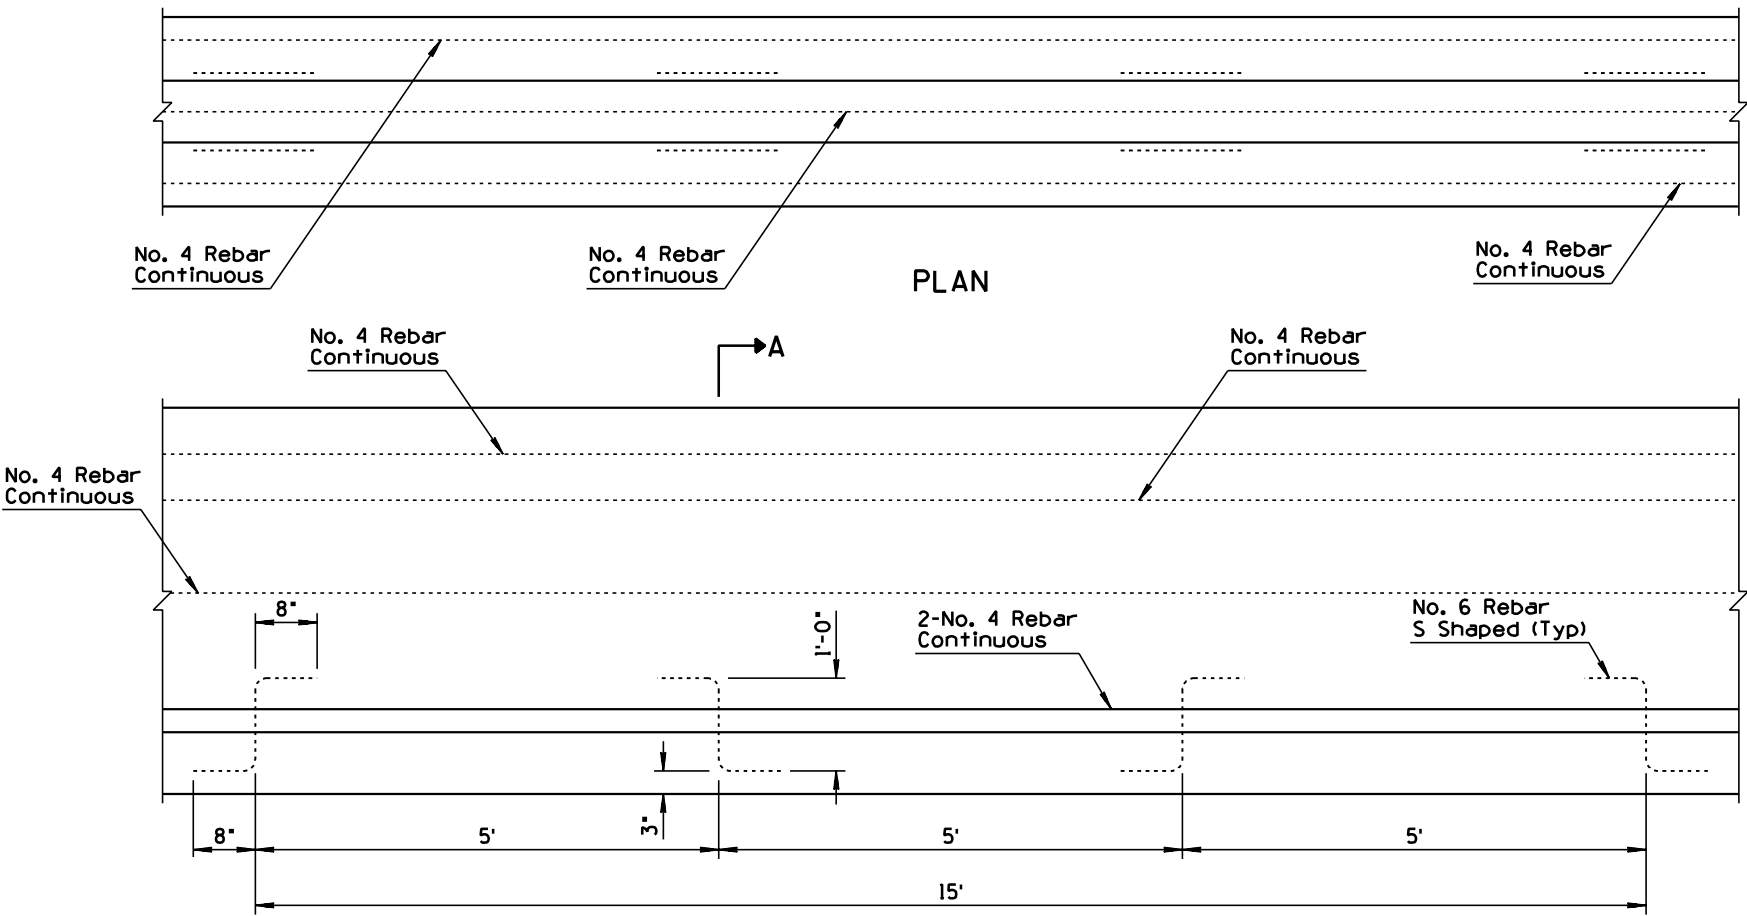 No. 4 Rebar
Continuous
No. 4 Rebar
Continuous
No. 4 Rebar
Continuous
PLAN
No. 4 Rebar
Continuous
A
No. 4 Rebar
Continuous
No. 4 Rebar
Continuous
8"
1'-0"
2-No. 4 Rebar
Continuous
No. 6 Rebar
S Shaped (Typ)
8"
5'
3"
5'
5'
15'